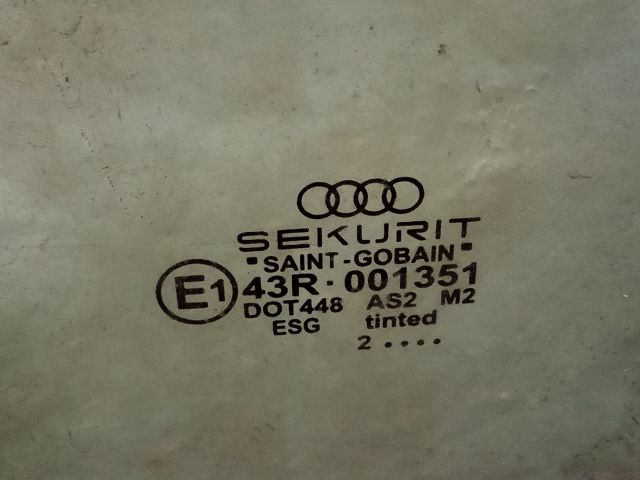 SEKURIT
"SAINT-GOBAIN"
E1 43R·001351
DOT448 AS2 M2
ESG tinted
2 ....